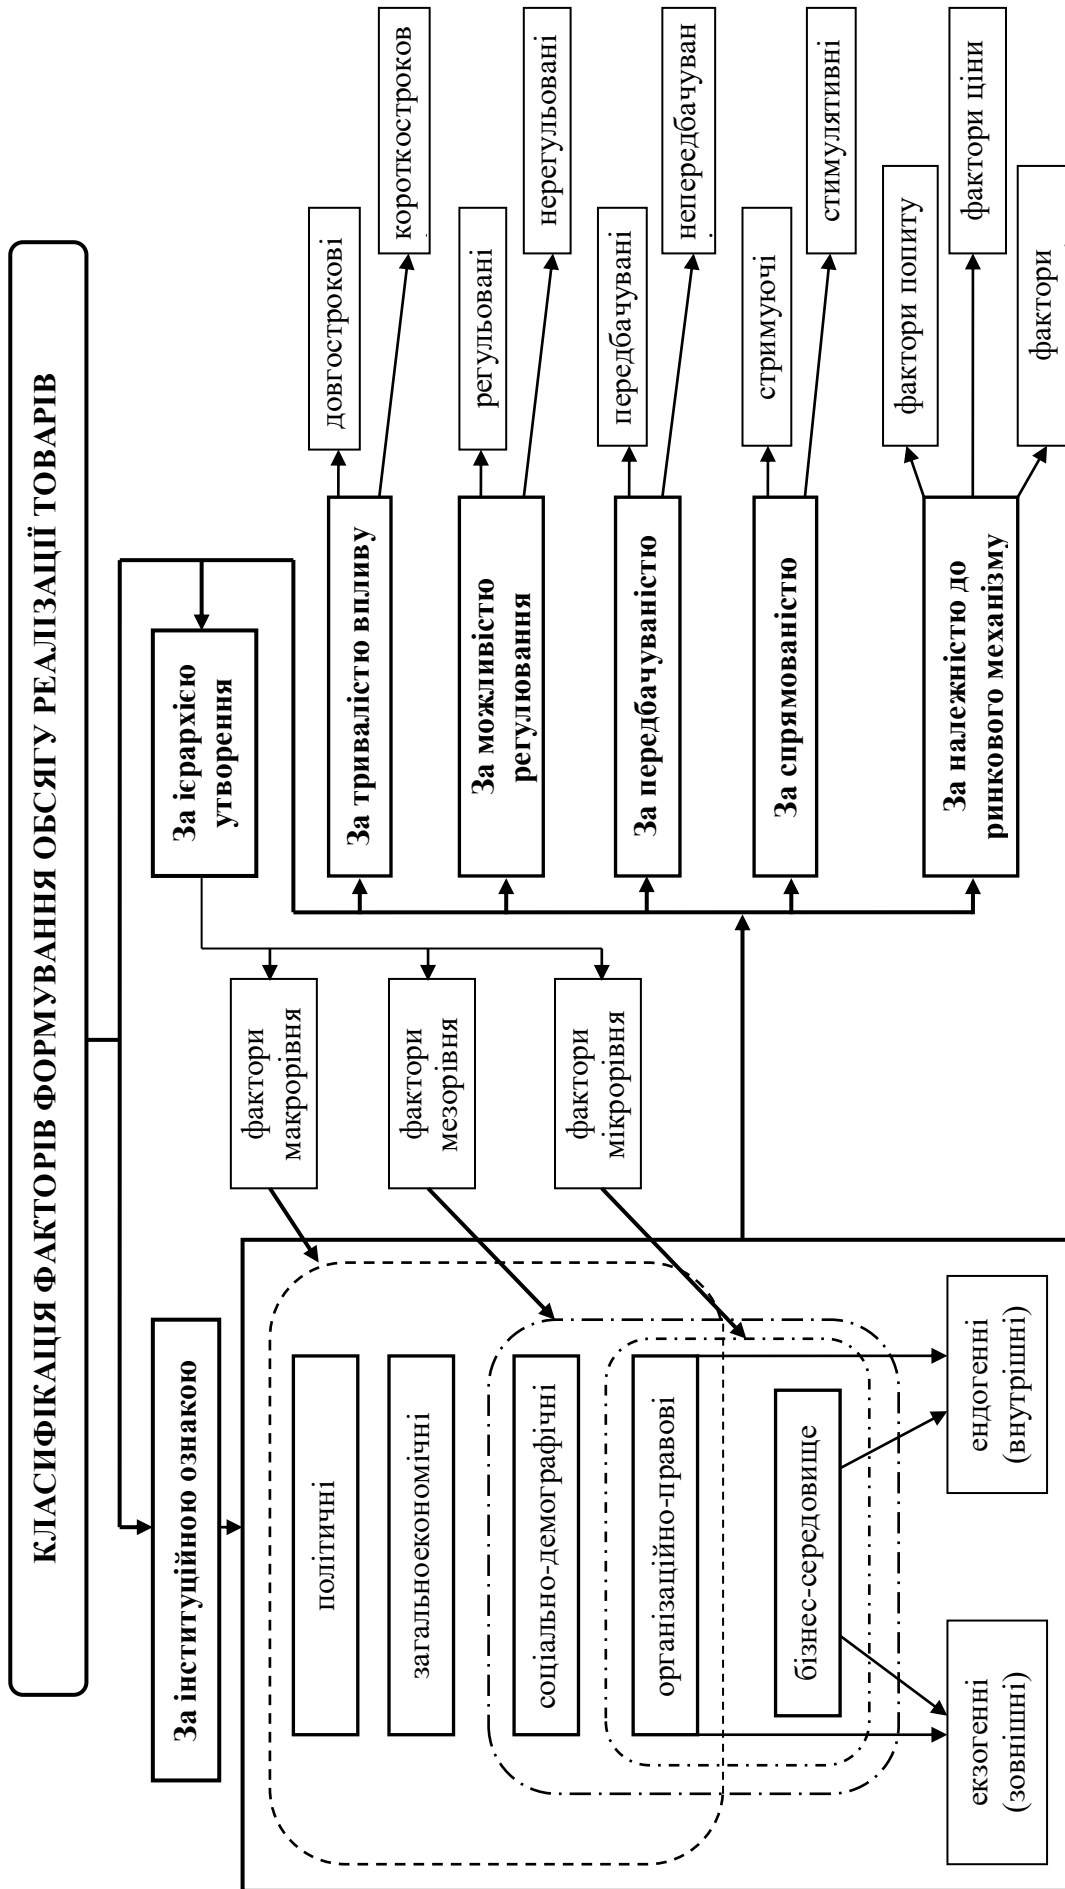 КЛАСИФІКАЦІЯ ФАКТОРІВ ФОРМУВАННЯ ОБСЯГУ РЕАЛІЗАЦІЇ ТОВАРІВ
За інституційною ознакою
За ієрархією
утворення
політичні
загальноекономічні
соціально-демографічні
організаційно-правові
бізнес-середовище
екзогенні
(зовнішні)
ендогенні
(внутрішні)
фактори
макрорівня
фактори
мезорівня
фактори
мікрорівня
За тривалістю впливу
довгострокові
короткостроков
За можливістю
регулювання
регульовані
нерегульовані
За передбачуваністю
передбачувані
непередбачуван
За спрямованістю
стримуючі
стимулятивні
За належністю до
ринкового механізму
фактори попиту
фактори ціни
фактори